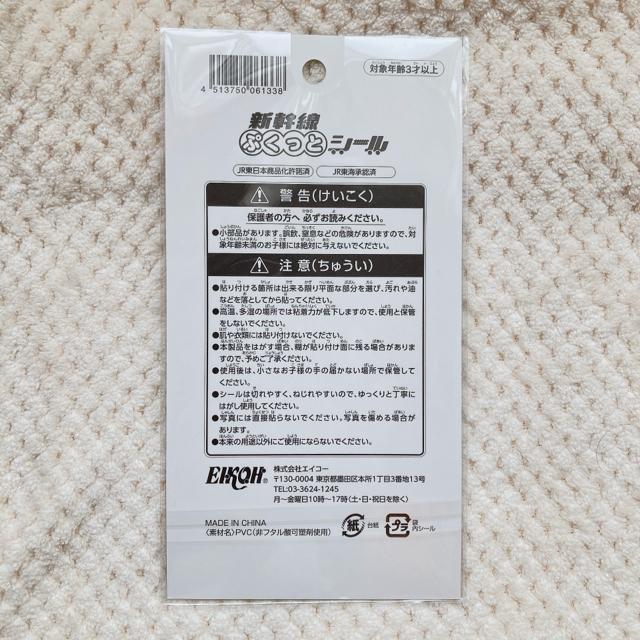 4 513750 061338
対象年齢3才以上
新幹線
ぷくっとシール
JR東日本商品化許諾済
JR東海承認済
警告(けいこく)
保護者の方へ 必ずお読みください。
●小部品があります。誤飲、窒息などの危険がありますので、対
象年齢未満のお子様には絶対に与えないでください。
注意(ちゅうい)
●貼り付ける箇所は出来る限り平面な部分を選び、汚れや油
などを落としてから貼ってください。
●高温、多湿の場所では粘着力が低下しますので、使用と保管
をしないでください。
●肌や衣類には貼り付けないでください。
●本製品をはがす場合、糊が貼り付け面に残る場合があります
ますので、予めご了承ください。
●使用後は、小さなお子様の手の届かない場所で保管して
ください。
●シールは切れやすく、ねじれやすいので、ゆっくりと丁寧に
はがし使用してください。
●写真には直接貼らないでください。写真を傷める場合が
あります。
●本来の用途以外にご使用にならないでください。
EIKOH®
株式会社エイコー
〒130-0004 東京都墨田区本所1丁目3番地13号
TEL:03-3624-1245
月〜金曜日10時〜17時(土・日・祝日を除く)
MADE IN CHINA
〈素材名〉PVC(非フタル酸可塑剤使用)
紙 台紙
プラ 袋
内シール